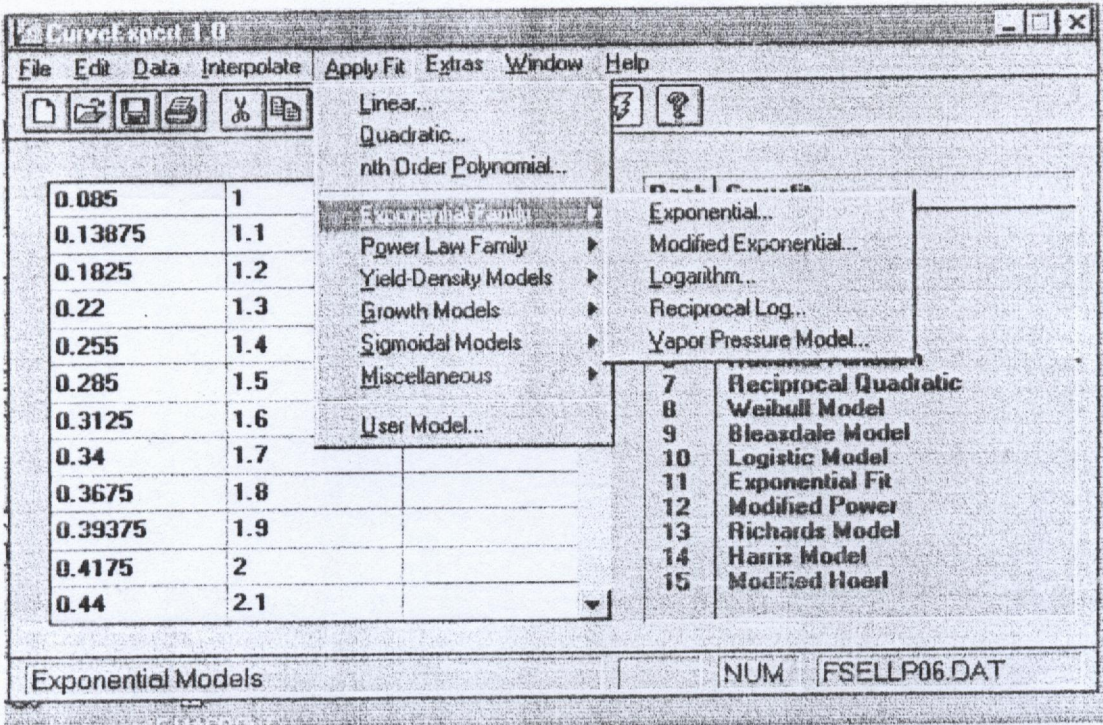 CurveExpert 1.0
File Edit Data Interpolate Apply Fit Extras Window Help
Linear...
Quadratic...
nth Order Polynomial...
Exponential Family
Power Law Family
Yield-Density Models
Growth Models
Sigmoidal Models
Miscellaneous
User Model...
Exponential...
Modified Exponential...
Logarithm...
Reciprocal Log...
Vapor Pressure Model...
0.085 1
0.13875 1.1
0.1825 1.2
0.22 1.3
0.255 1.4
0.285 1.5
0.3125 1.6
0.34 1.7
0.3675 1.8
0.39375 1.9
0.4175 2
0.44 2.1
Rank Curvefit
7 Reciprocal Quadratic
8 Weibull Model
9 Bleasdale Model
10 Logistic Model
11 Exponential Fit
12 Modified Power
13 Richards Model
14 Harris Model
15 Modified Hoerl
Exponential Models NUM FSELLP06.DAT